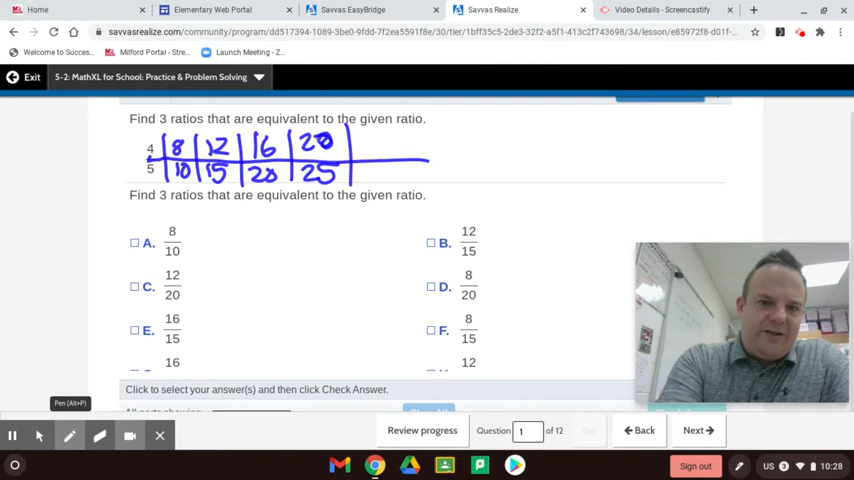 Home
Elementary Web Portal
Savvas EasyBridge
Savvas Realize
Video Details - Screencastify
savvasrealize.com/community/program/dd517394-1089-3be0-9fdd-7f2ea5591f8e/30/tier/1bff35c5-2de3-32f2-a5f1-413c2f743698/34/lesson/e85972f8-d01f-...
Welcome to Succes...
Milford Portal - Stre...
Launch Meeting - Z...
Exit
5-2: MathXL for School: Practice & Problem Solving
Find 3 ratios that are equivalent to the given ratio.
4 8 12 16 20
5 10 15 20 25
Find 3 ratios that are equivalent to the given ratio.
A. 8/10
B. 12/15
C. 12/20
D. 8/20
E. 16/15
F. 8/15
16
12
Click to select your answer(s) and then click Check Answer.
Pen (Alt+P)
Review progress
Question 1 of 12
Back
Next
Sign out
US 3 10:28